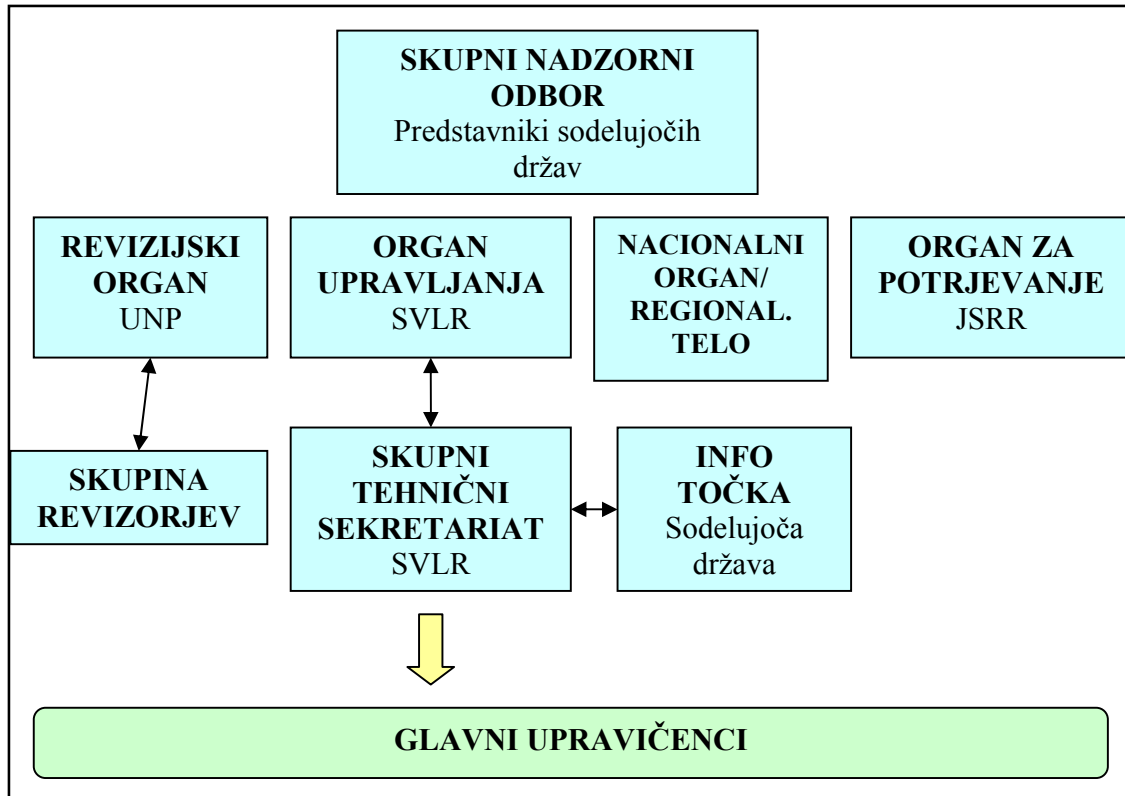 SKUPNI NADZORNI
ODBOR
Predstavniki sodelujočih
držav
REVIZIJSKI
ORGAN
UNP
ORGAN
UPRAVLJANJA
SVLR
NACIONALNI
ORGAN/
REGIONAL.
TELO
ORGAN ZA
POTRJEVANJE
JSRR
SKUPINA
REVIZORJEV
SKUPNI
TEHNIČNI
SEKRETARIAT
SVLR
INFO
TOČKA
Sodelujoča
država
GLAVNI UPRAVIČENCI